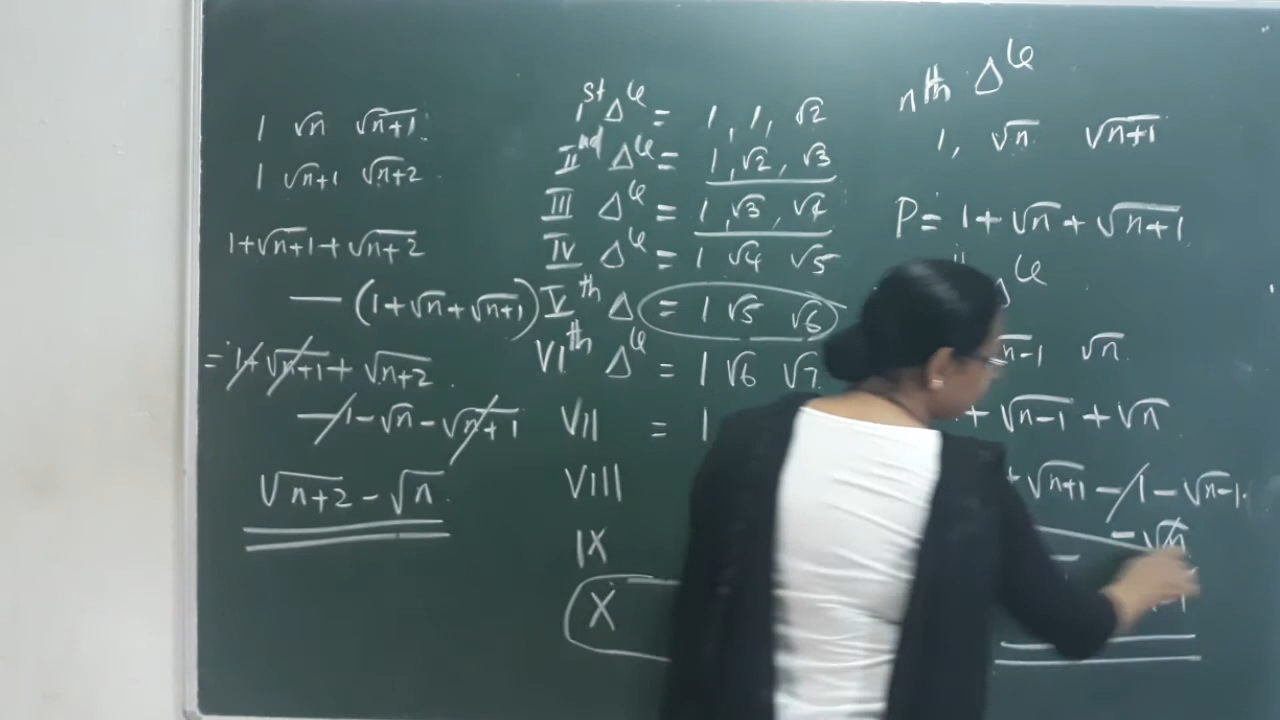 1 √n √n+1
1 √n+1 √n+2
1+√n+1+√n+2
— (1+√n+√n+1)
= 1+√n+1+√n+2
−1−√n−√n+1
√n+2 − √n
1st Δle = 1, 1, √2
IInd Δle = 1, √2, √3
III Δle = 1, √3, √4
IV Δle = 1 √4 √5
Vth Δ = 1 √5 √6
VIth Δle = 1 √6 √7
VII = 1
VIII
IX
X
nth Δle
1, √n √n+1
P = 1+√n+√n+1
le
n−1 √n
+ √n−1 + √n
+ √n+1 − 1 − √n−1
− √n